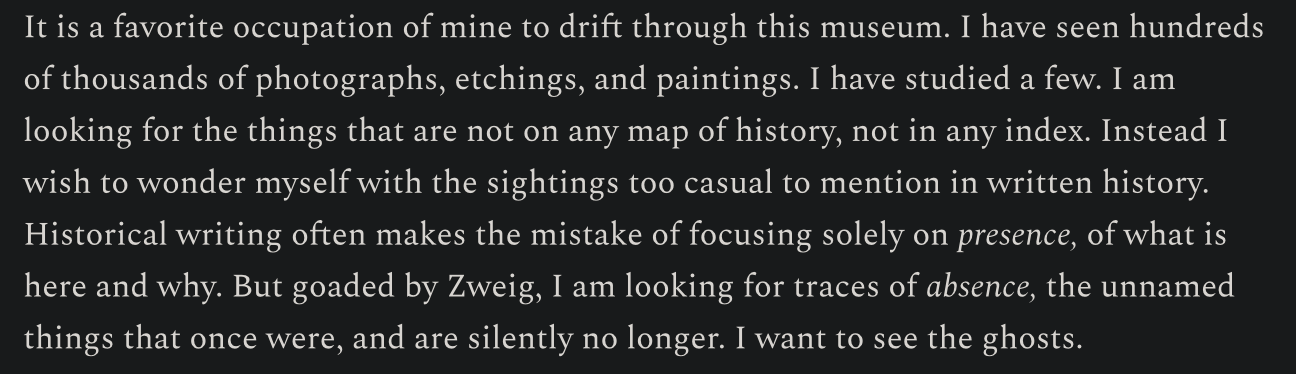 It is a favorite occupation of mine to drift through this museum. I have seen hundreds
of thousands of photographs, etchings, and paintings. I have studied a few. I am
looking for the things that are not on any map of history, not in any index. Instead I
wish to wonder myself with the sightings too casual to mention in written history.
Historical writing often makes the mistake of focusing solely on presence, of what is
here and why. But goaded by Zweig, I am looking for traces of absence, the unnamed
things that once were, and are silently no longer. I want to see the ghosts.